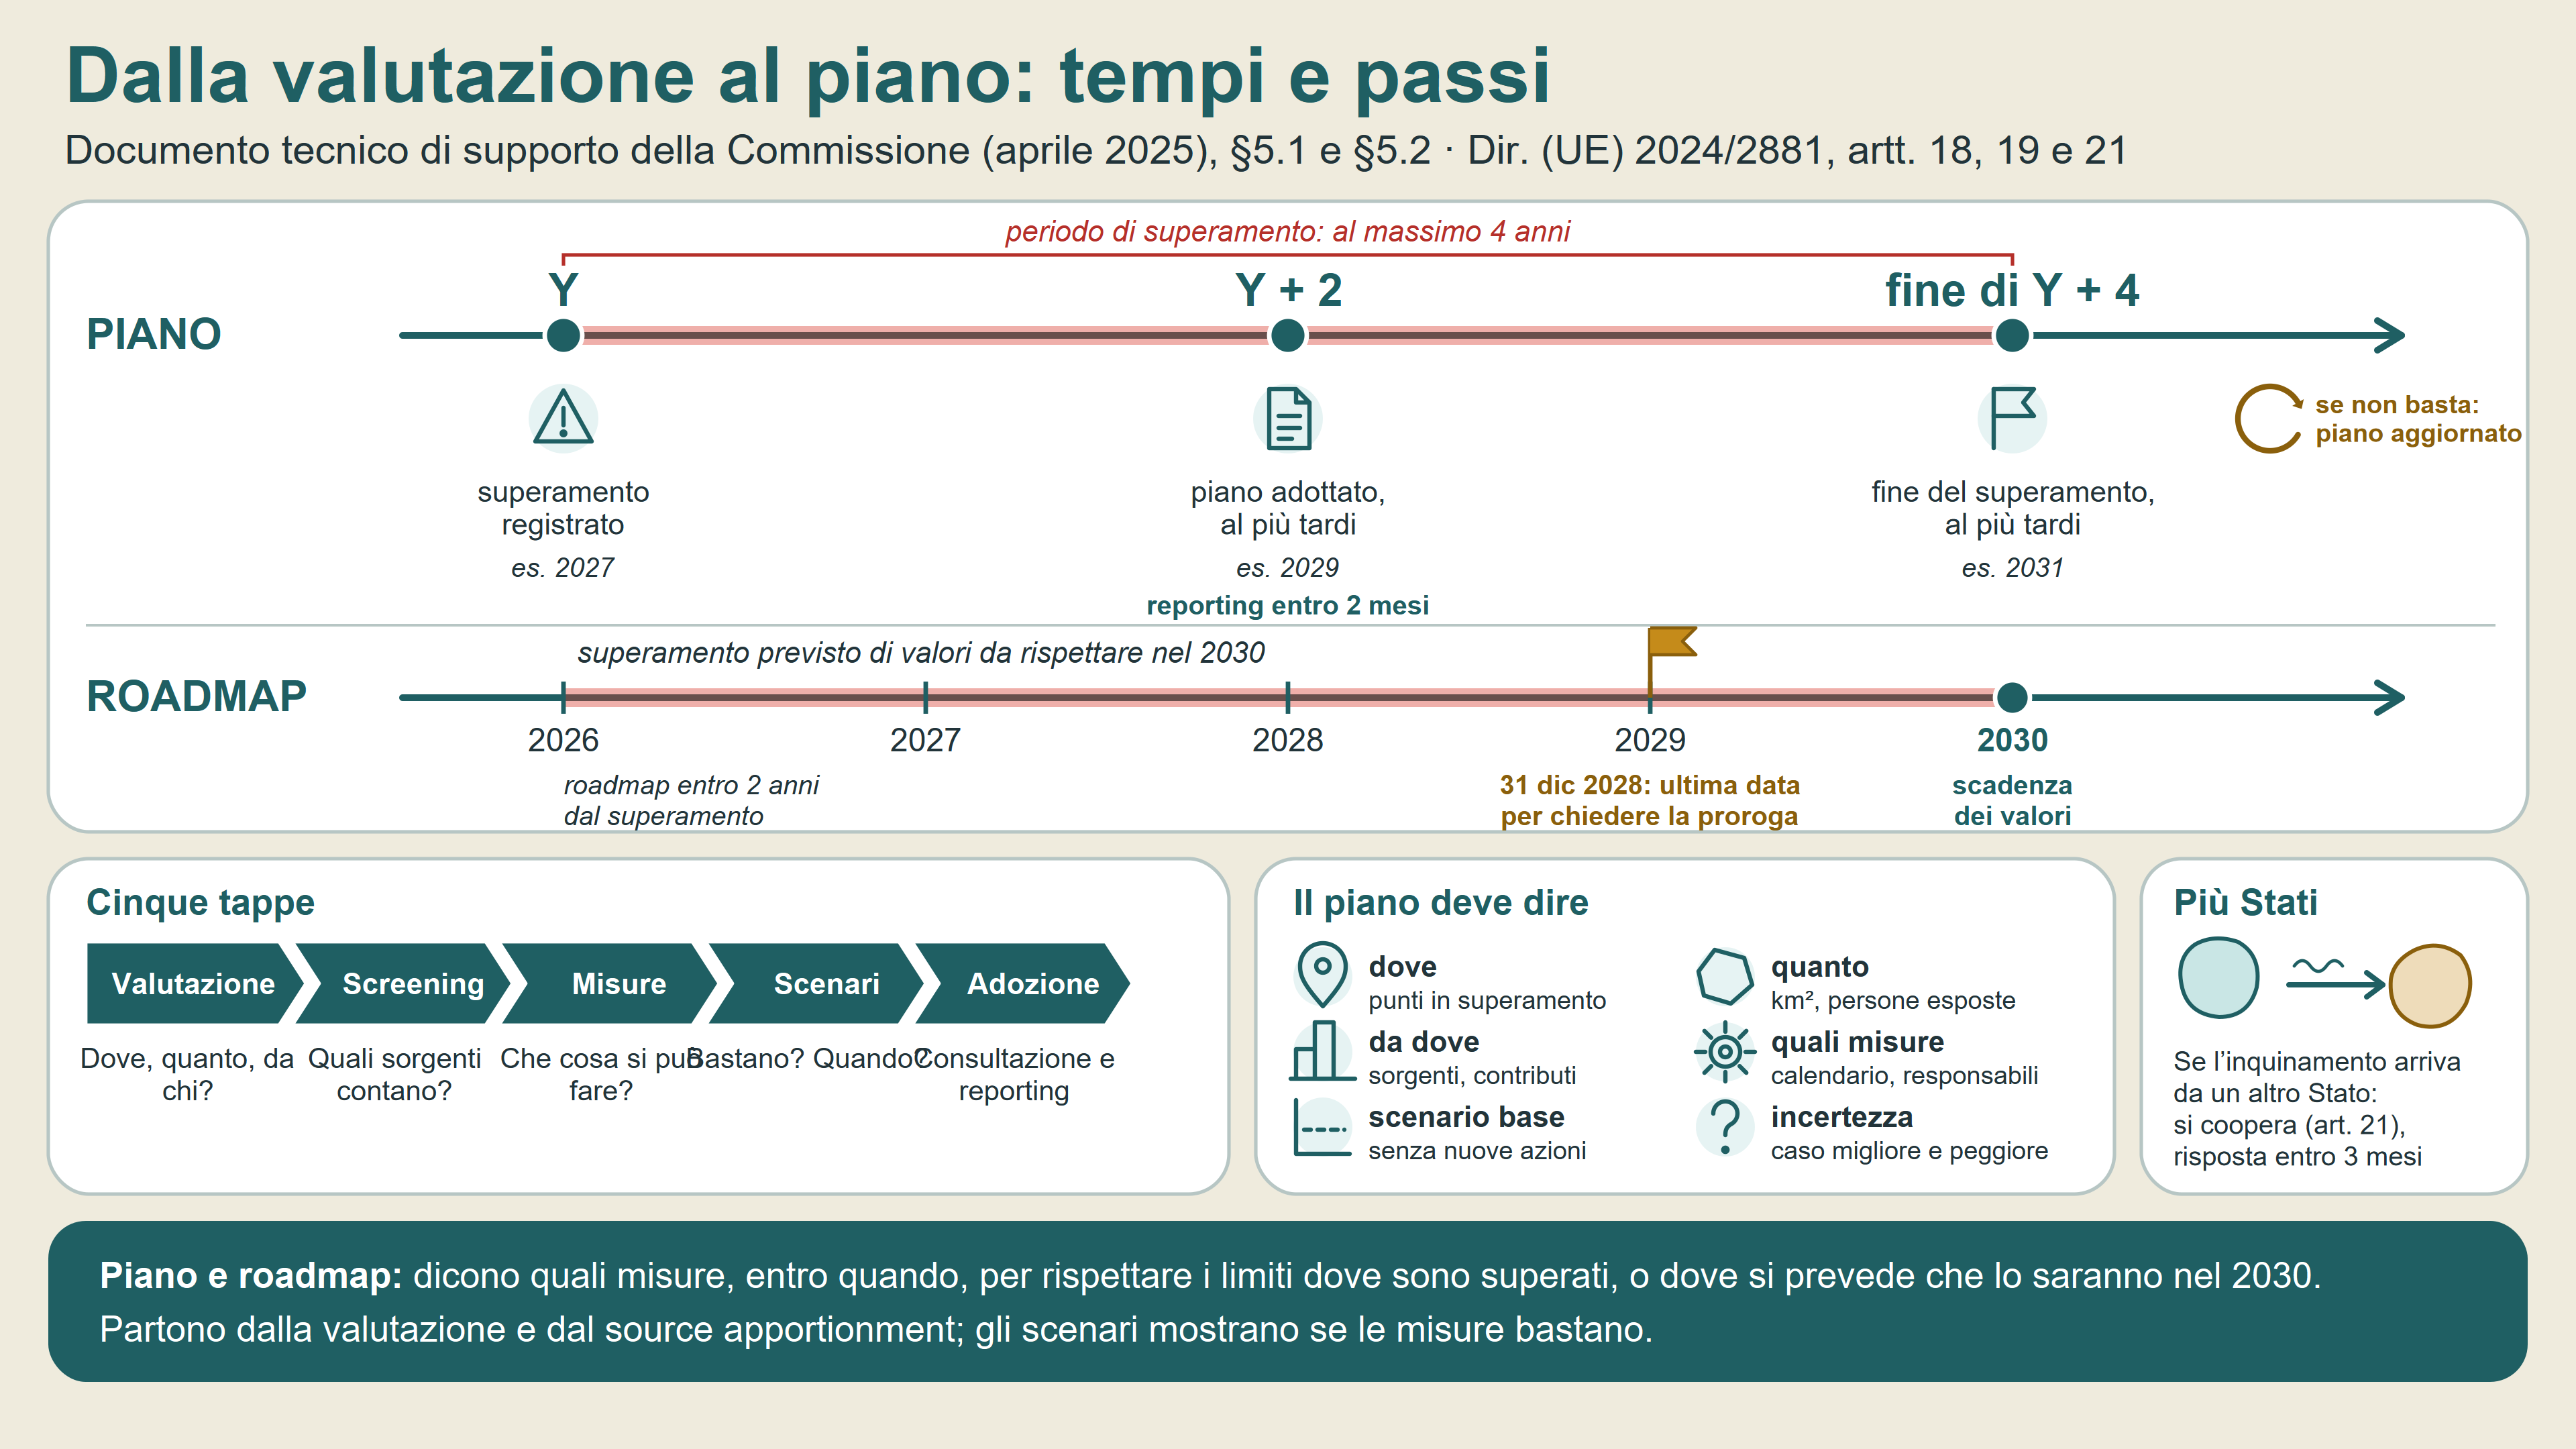 Dalla valutazione al piano: tempi e passi
Documento tecnico di supporto della Commissione (aprile 2025), §5.1 e §5.2 · Dir. (UE) 2024/2881, artt. 18, 19 e 21
periodo di superamento: al massimo 4 anni
Y
Y + 2
fine di Y + 4
PIANO
se non basta:
piano aggiornato
superamento
registrato
es. 2027
piano adottato,
al più tardi
es. 2029
reporting entro 2 mesi
fine del superamento,
al più tardi
es. 2031
superamento previsto di valori da rispettare nel 2030
ROADMAP
2026
2027
2028
2029
2030
roadmap entro 2 anni
dal superamento
31 dic 2028: ultima data
per chiedere la proroga
scadenza
dei valori
Cinque tappe
Valutazione
Screening
Misure
Scenari
Adozione
Dove, quanto, da
chi?
Quali sorgenti
contano?
Che cosa si può
fare?
Bastano? Quando?
Consultazione e
reporting
Il piano deve dire
dove
punti in superamento
da dove
sorgenti, contributi
scenario base
senza nuove azioni
quanto
km², persone esposte
quali misure
calendario, responsabili
incertezza
caso migliore e peggiore
Più Stati
Se l’inquinamento arriva
da un altro Stato:
si coopera (art. 21),
risposta entro 3 mesi
Piano e roadmap: dicono quali misure, entro quando, per rispettare i limiti dove sono superati, o dove si prevede che lo saranno nel 2030.
Partono dalla valutazione e dal source apportionment; gli scenari mostrano se le misure bastano.